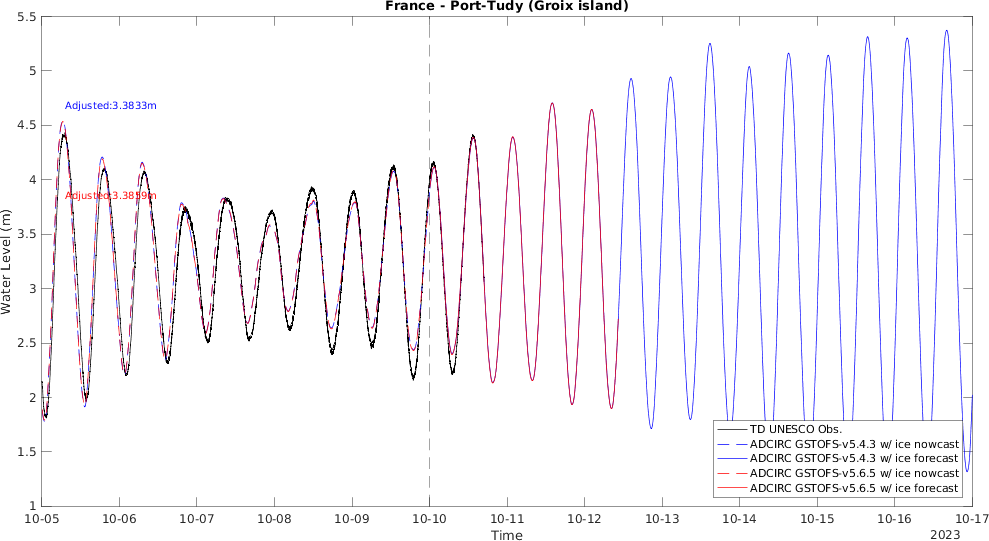 France - Port-Tudy (Groix island)
5.5
5
4.5
4
3.5
3
2.5
2
1.5
1
Water Level (m)
Adjusted:3.3833m
Adjusted:3.3859m
TD UNESCO Obs.
ADCIRC GSTOFS-v5.4.3 w/ ice nowcast
ADCIRC GSTOFS-v5.4.3 w/ ice forecast
ADCIRC GSTOFS-v5.6.5 w/ ice nowcast
ADCIRC GSTOFS-v5.6.5 w/ ice forecast
10-05 10-06 10-07 10-08 10-09 10-10 10-11 10-12 10-13 10-14 10-15 10-16 10-17
Time
2023